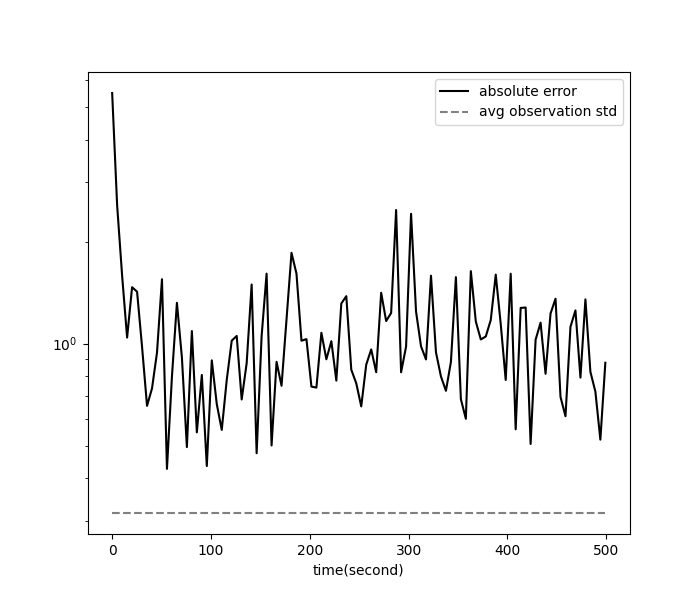 absolute error
avg observation std
10⁰
0 100 200 300 400 500
time(second)